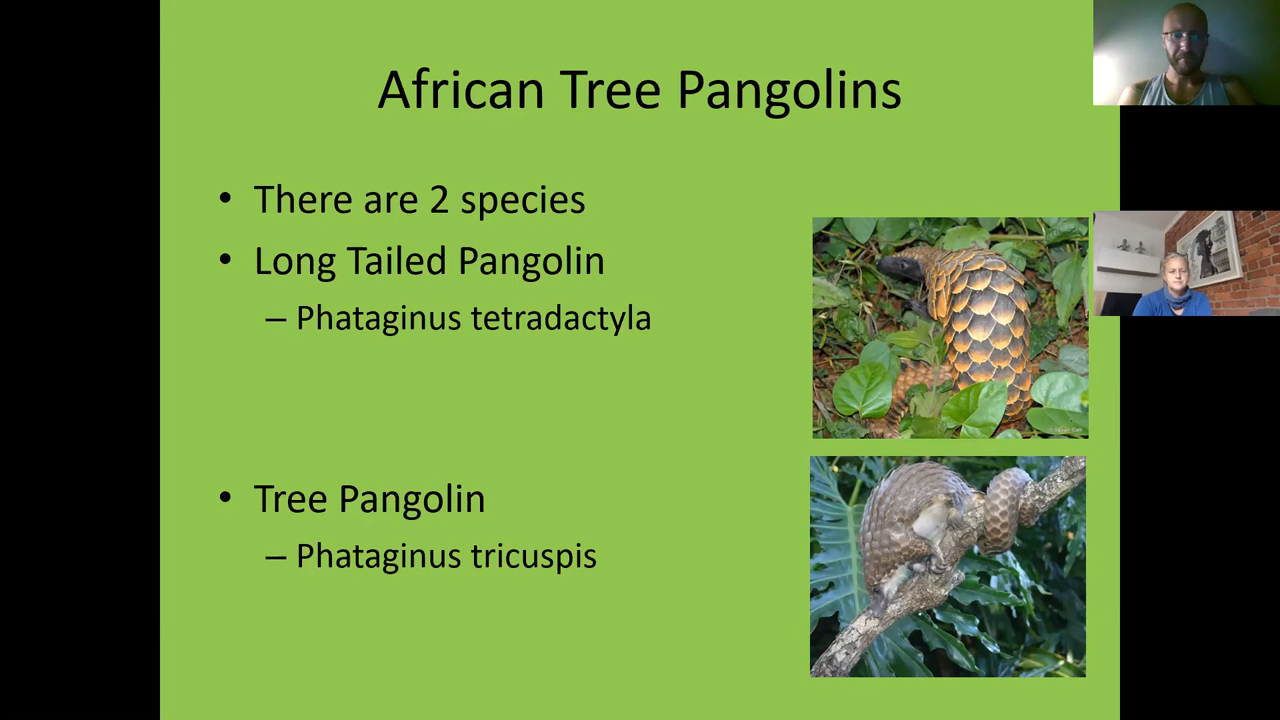 African Tree Pangolins
• There are 2 species
• Long Tailed Pangolin
– Phataginus tetradactyla
• Tree Pangolin
– Phataginus tricuspis